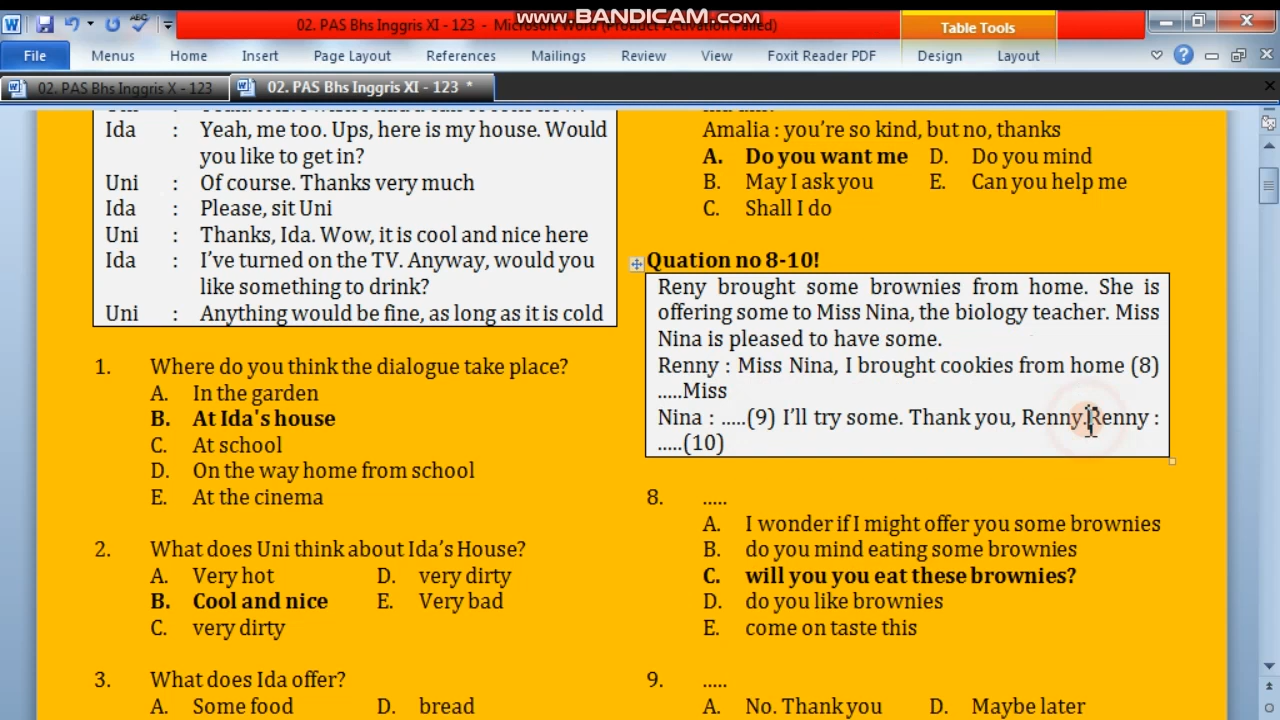 www.BANDICAM.com
02. PAS Bhs Inggris XI - 123 - Microsoft Word (Product Activation Failed)
Table Tools
File Menus Home Insert Page Layout References Mailings Review View Foxit Reader PDF Design Layout
02. PAS Bhs Inggris X - 123
02. PAS Bhs Inggris XI - 123 *
Ida : Yeah, me too. Ups, here is my house. Would
you like to get in?
Uni : Of course. Thanks very much
Ida : Please, sit Uni
Uni : Thanks, Ida. Wow, it is cool and nice here
Ida : I’ve turned on the TV. Anyway, would you
like something to drink?
Uni : Anything would be fine, as long as it is cold
1. Where do you think the dialogue take place?
A. In the garden
B. At Ida's house
C. At school
D. On the way home from school
E. At the cinema
2. What does Uni think about Ida’s House?
A. Very hot D. very dirty
B. Cool and nice E. Very bad
C. very dirty
3. What does Ida offer?
A. Some food D. bread
Amalia : you’re so kind, but no, thanks
A. Do you want me D. Do you mind
B. May I ask you E. Can you help me
C. Shall I do
Quation no 8-10!
Reny brought some brownies from home. She is
offering some to Miss Nina, the biology teacher. Miss
Nina is pleased to have some.
Renny : Miss Nina, I brought cookies from home (8)
.....Miss
Nina : .....(9) I’ll try some. Thank you, Renny.Renny :
.....(10)
8. .....
A. I wonder if I might offer you some brownies
B. do you mind eating some brownies
C. will you you eat these brownies?
D. do you like brownies
E. come on taste this
9. .....
A. No. Thank you D. Maybe later